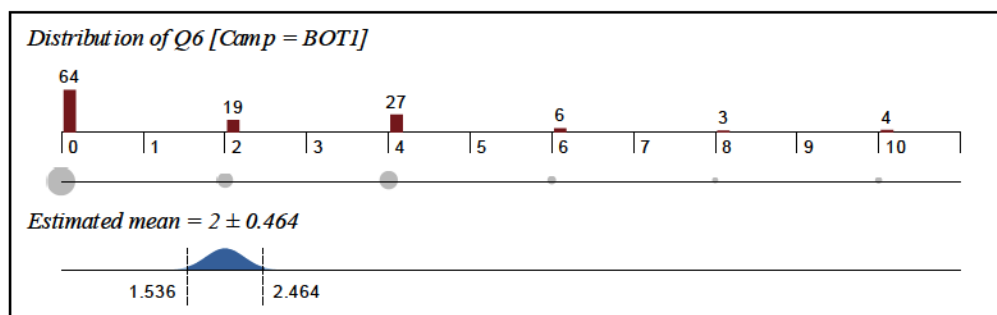 Distribution of Q6 [Camp = BOT1]
64 19 27 6 3 4
0 1 2 3 4 5 6 7 8 9 10
Estimated mean = 2 ± 0.464
1.536 2.464